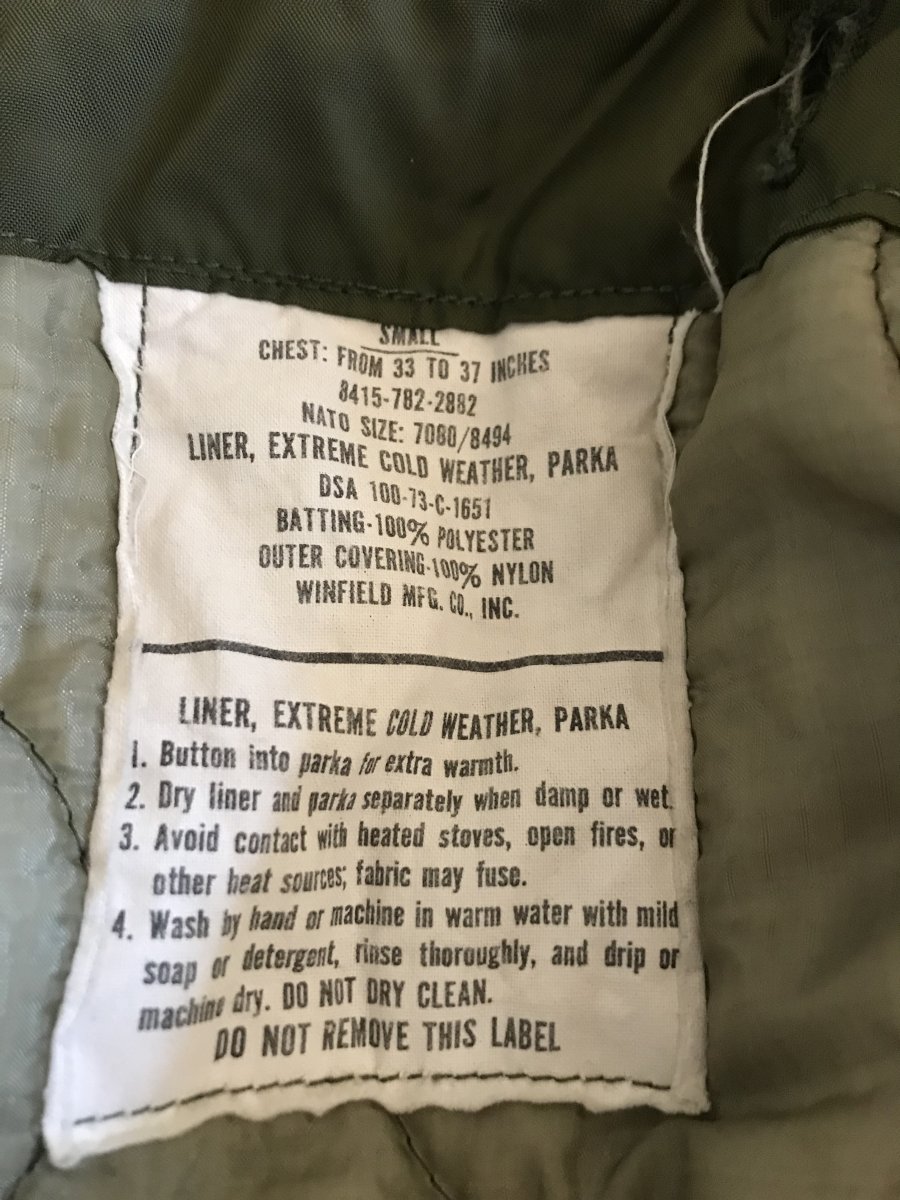 SMALL
CHEST: FROM 33 TO 37 INCHES
8415-782-2882
NATO SIZE: 7080/8494
LINER, EXTREME COLD WEATHER, PARKA
DSA 100-73-C-1651
BATTING-100% POLYESTER
OUTER COVERING-100% NYLON
WINFIELD MFG. CO., INC.
LINER, EXTREME COLD WEATHER, PARKA
1. Button into parka for extra warmth.
2. Dry liner and parka separately when damp or wet.
3. Avoid contact with heated stoves, open fires, or
other heat sources; fabric may fuse.
4. Wash by hand or machine in warm water with mild
soap or detergent, rinse thoroughly, and drip or
machine dry. DO NOT DRY CLEAN.
DO NOT REMOVE THIS LABEL